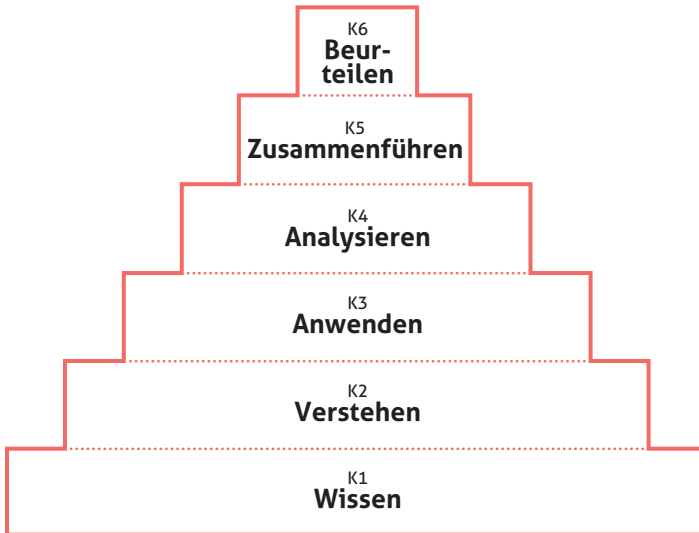 K6
Beur-
teilen
K5
Zusammenführen
K4
Analysieren
K3
Anwenden
K2
Verstehen
K1
Wissen